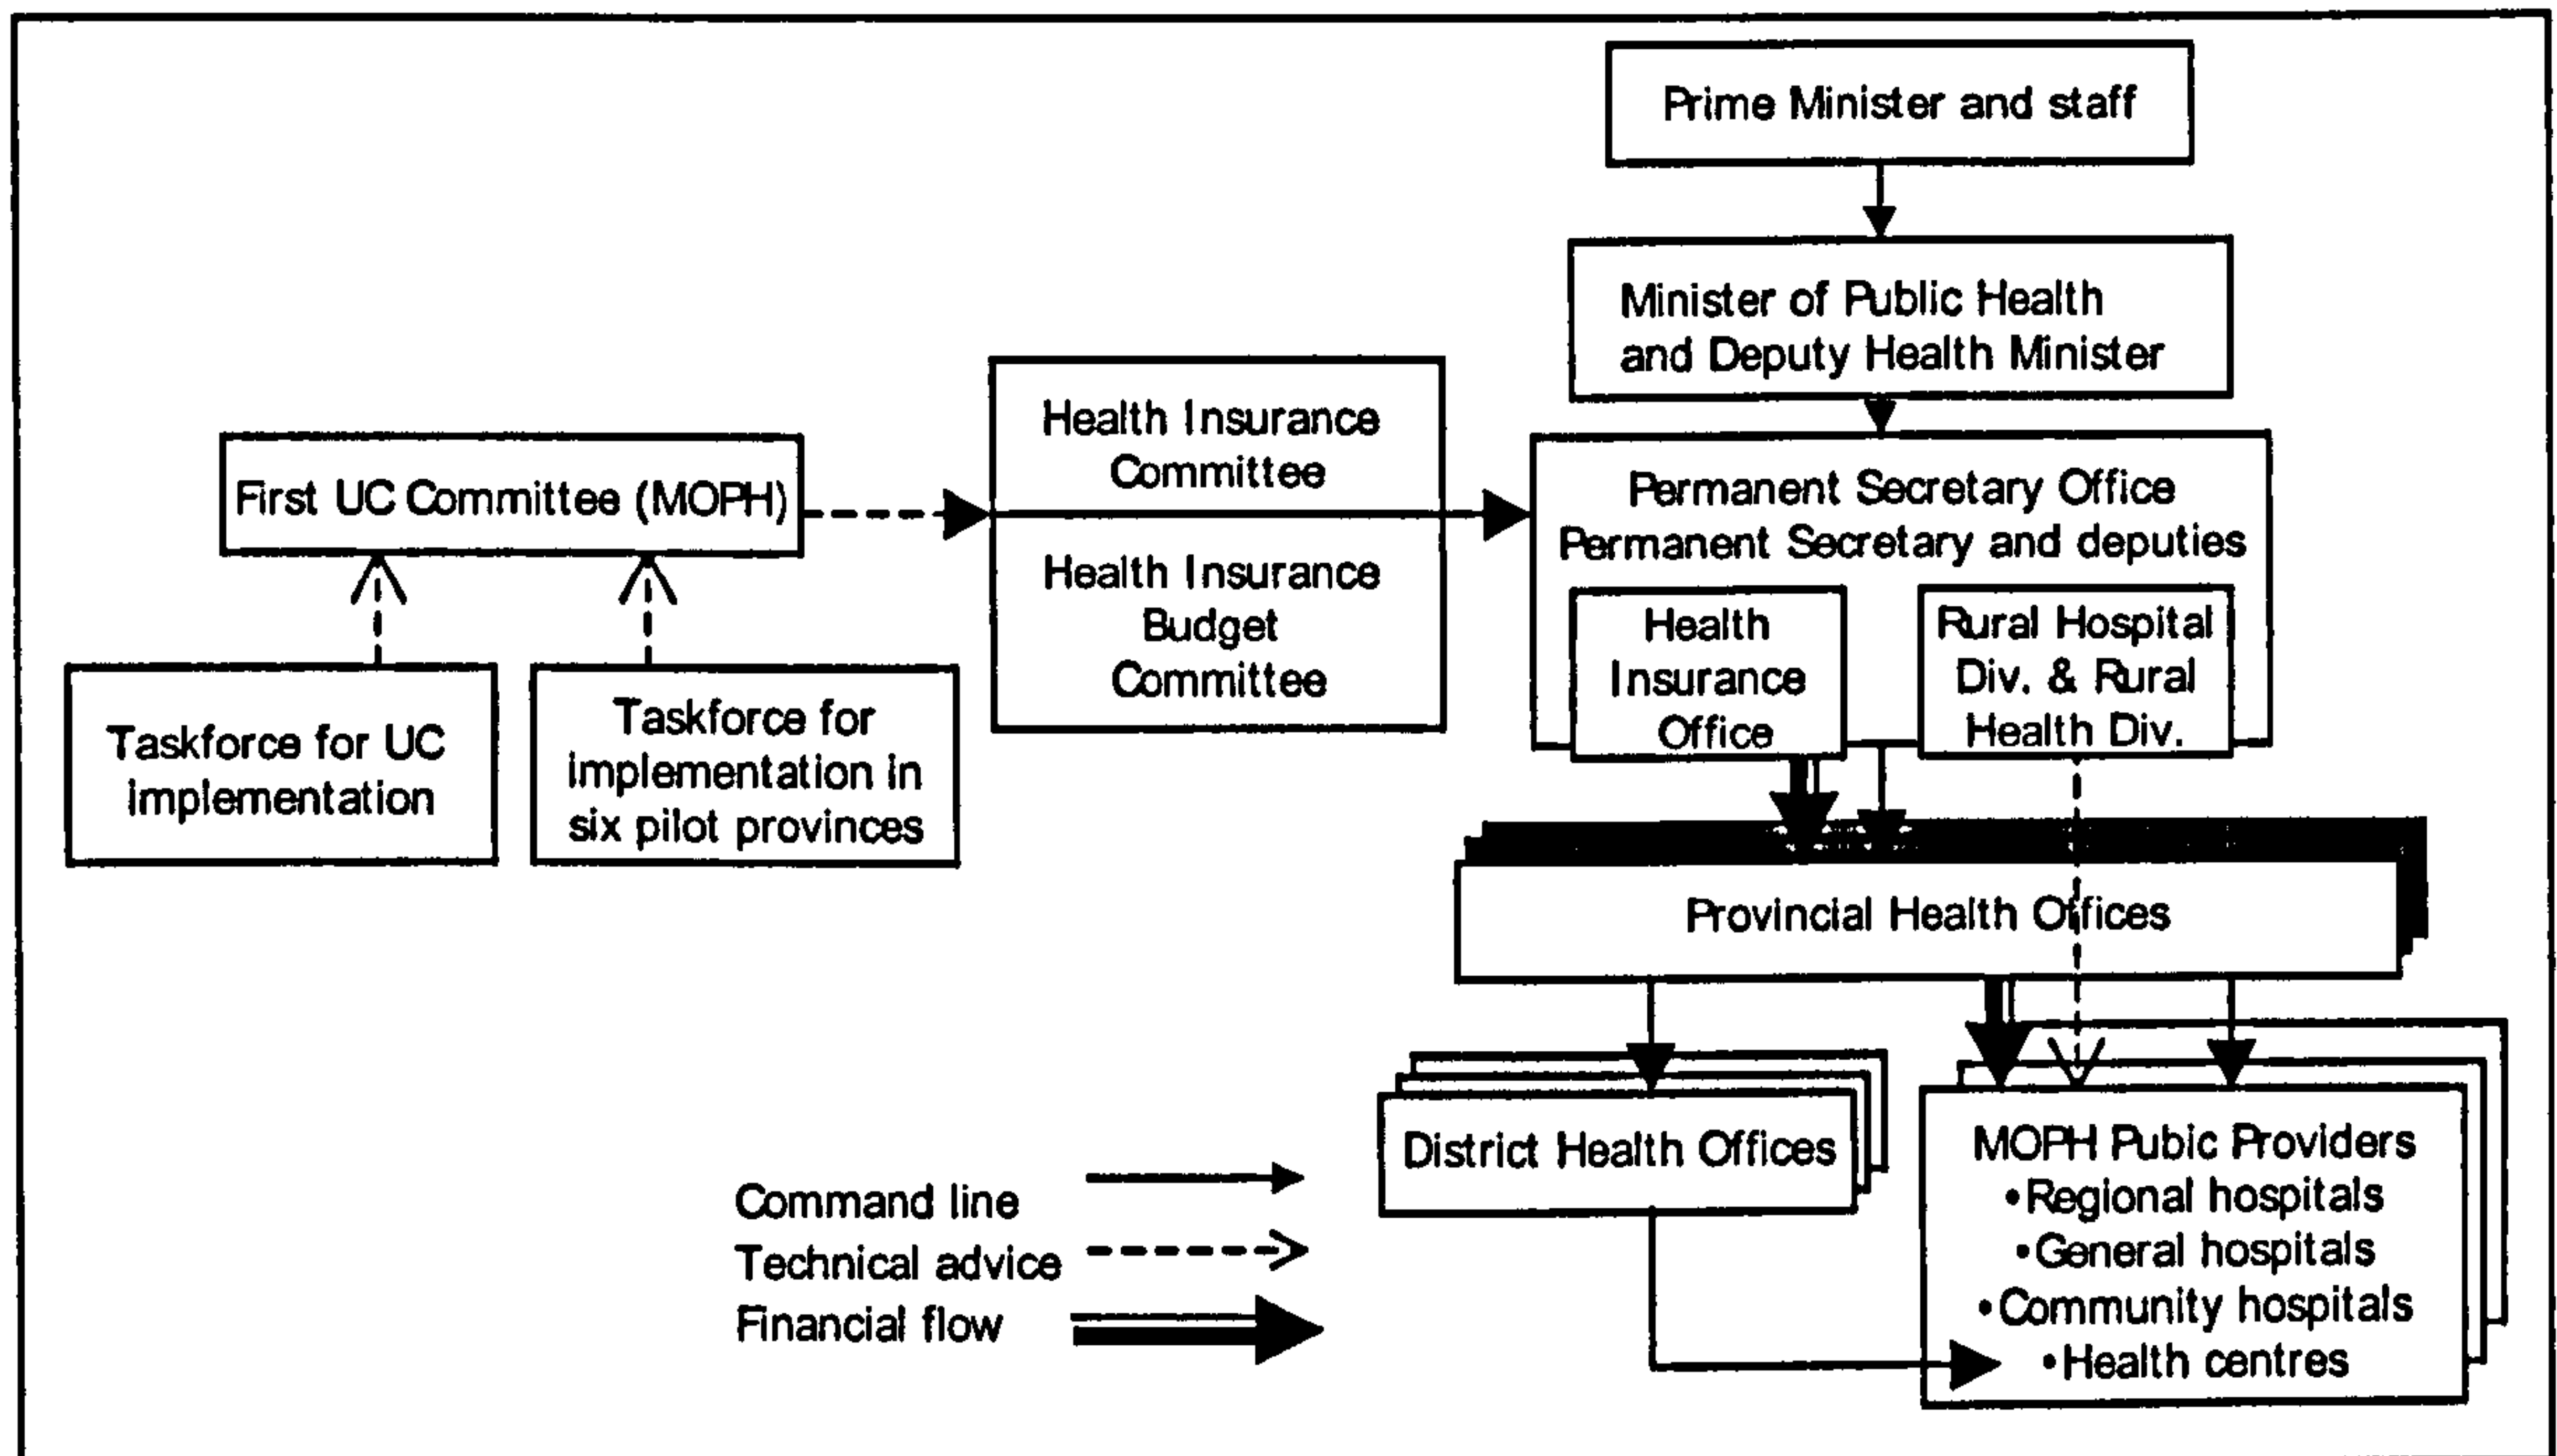 Prime Minister and staff
Minister of Public Health
and Deputy Health Minister
Health Insurance
Committee
Health Insurance
Budget
Committee
First UC Committee (MOPH)
Permanent Secretary Office
Permanent Secretary and deputies
Health
Insurance
Office
Rural Hospital
Div. & Rural
Health Div.
Taskforce for UC
implementation
Taskforce for
implementation in
six pilot provinces
Provincial Health Offices
District Health Offices
MOPH Pubic Providers
•Regional hospitals
•General hospitals
•Community hospitals
•Health centres
Command line
Technical advice
Financial flow